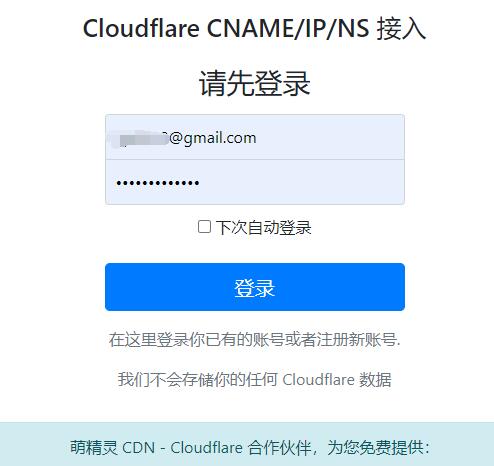 Cloudflare CNAME/IP/NS 接入
请先登录
@gmail.com
•••••••••••••
下次自动登录
登录
在这里登录你已有的账号或者注册新账号.
我们不会存储你的任何 Cloudflare 数据
萌精灵 CDN - Cloudflare 合作伙伴，为您免费提供：